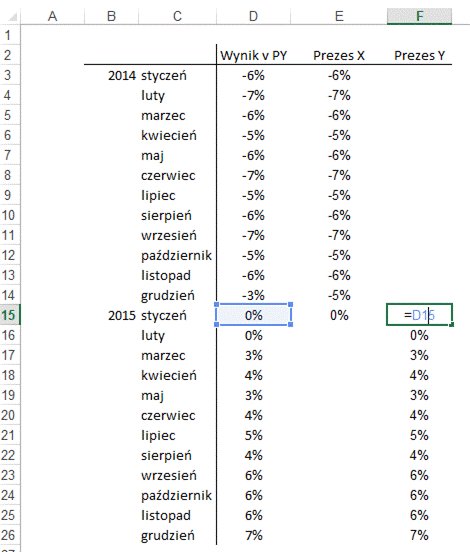 A B C D E F
1
2 Wynik v PY Prezes X Prezes Y
3 2014 styczeń -6% -6%
4 luty -7% -7%
5 marzec -6% -6%
6 kwiecień -5% -5%
7 maj -6% -6%
8 czerwiec -7% -7%
9 lipiec -5% -5%
10 sierpień -6% -6%
11 wrzesień -7% -7%
12 październik -5% -5%
13 listopad -6% -6%
14 grudzień -3% -5%
15 2015 styczeń 0% 0% =D15
16 luty 0% 0%
17 marzec 3% 3%
18 kwiecień 4% 4%
19 maj 3% 3%
20 czerwiec 4% 4%
21 lipiec 5% 5%
22 sierpień 4% 4%
23 wrzesień 6% 6%
24 październik 6% 6%
25 listopad 6% 6%
26 grudzień 7% 7%